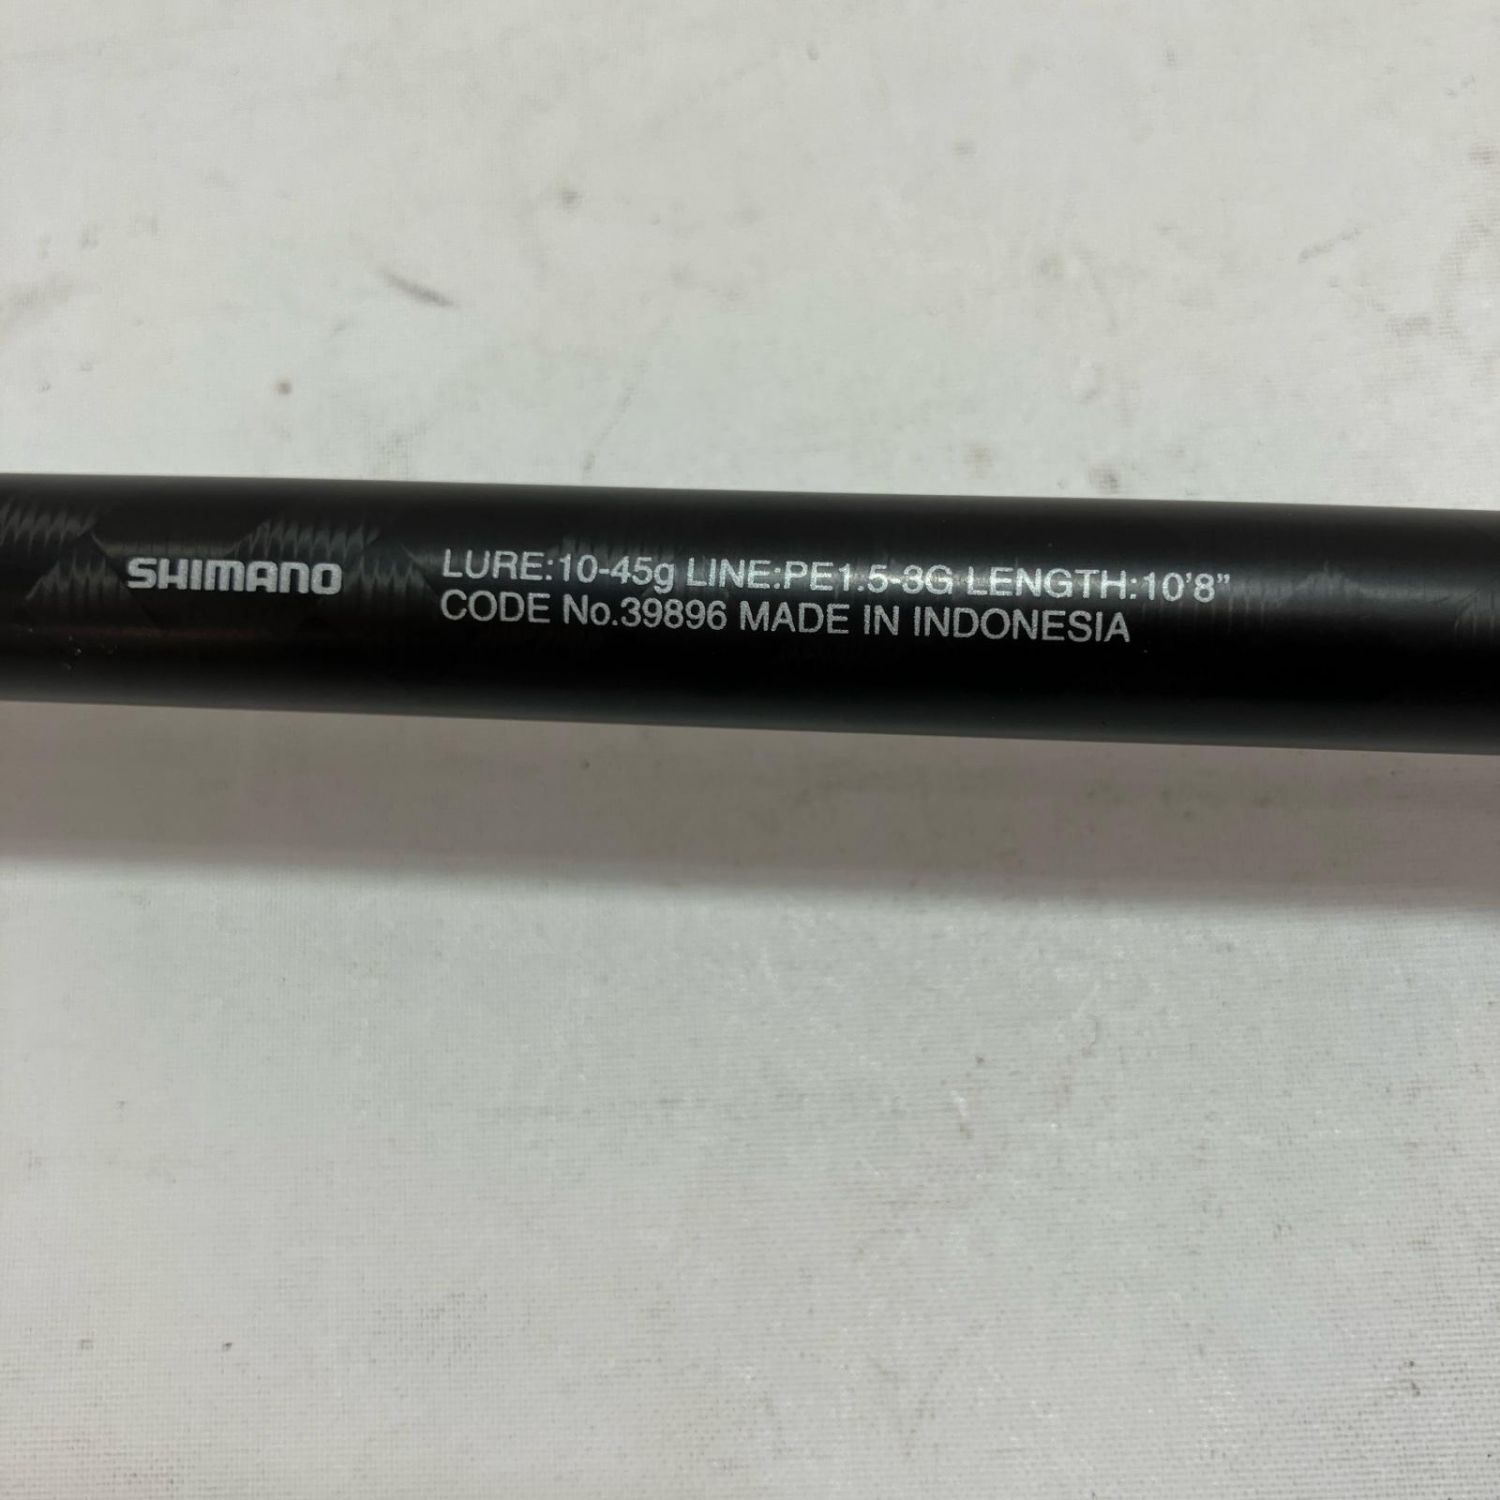 SHIMANO
LURE:10-45g LINE:PE1.5-3G LENGTH:10'8"
CODE No.39896 MADE IN INDONESIA